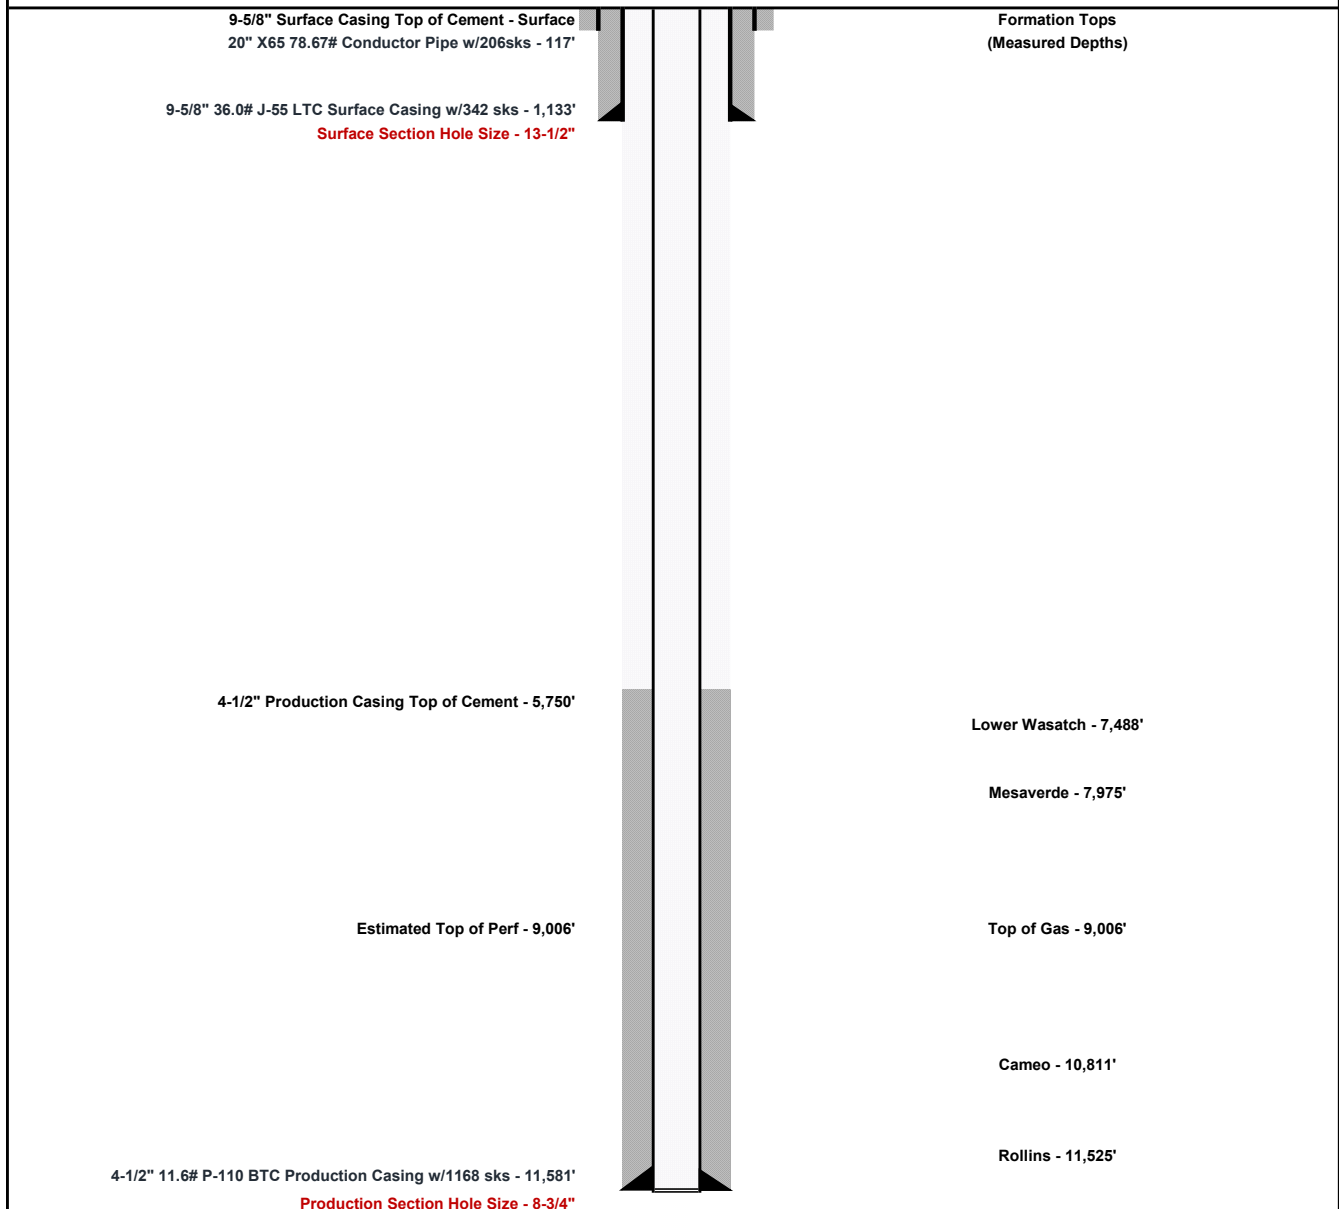 9-5/8" Surface Casing Top of Cement - Surface
20" X65 78.67# Conductor Pipe w/206sks - 117'
9-5/8" 36.0# J-55 LTC Surface Casing w/342 sks - 1,133'
Surface Section Hole Size - 13-1/2"
4-1/2" Production Casing Top of Cement - 5,750'
Estimated Top of Perf - 9,006'
4-1/2" 11.6# P-110 BTC Production Casing w/1168 sks - 11,581'
Production Section Hole Size - 8-3/4"
Formation Tops
(Measured Depths)
Lower Wasatch - 7,488'
Mesaverde - 7,975'
Top of Gas - 9,006'
Cameo - 10,811'
Rollins - 11,525'